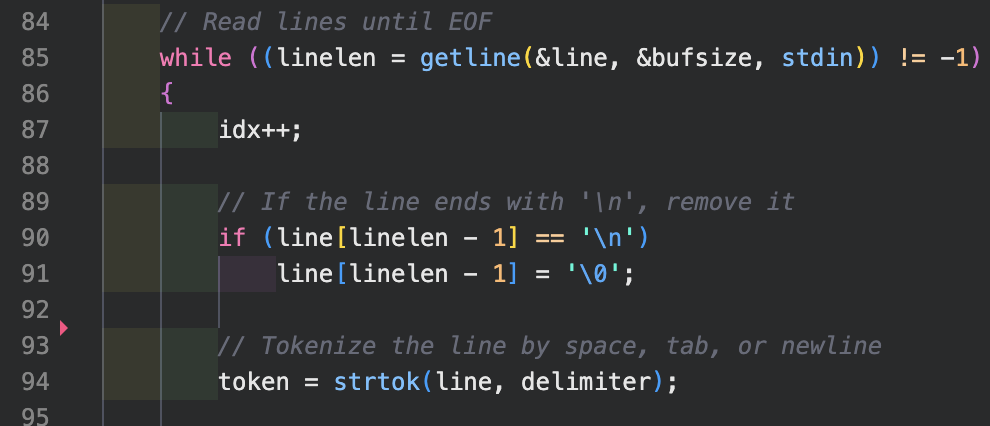 84 // Read lines until EOF
85 while ((linelen = getline(&line, &bufsize, stdin)) != -1)
86 {
87 idx++;
88
89 // If the line ends with '\n', remove it
90 if (line[linelen - 1] == '\n')
91 line[linelen - 1] = '\0';
92
93 // Tokenize the line by space, tab, or newline
94 token = strtok(line, delimiter);
95